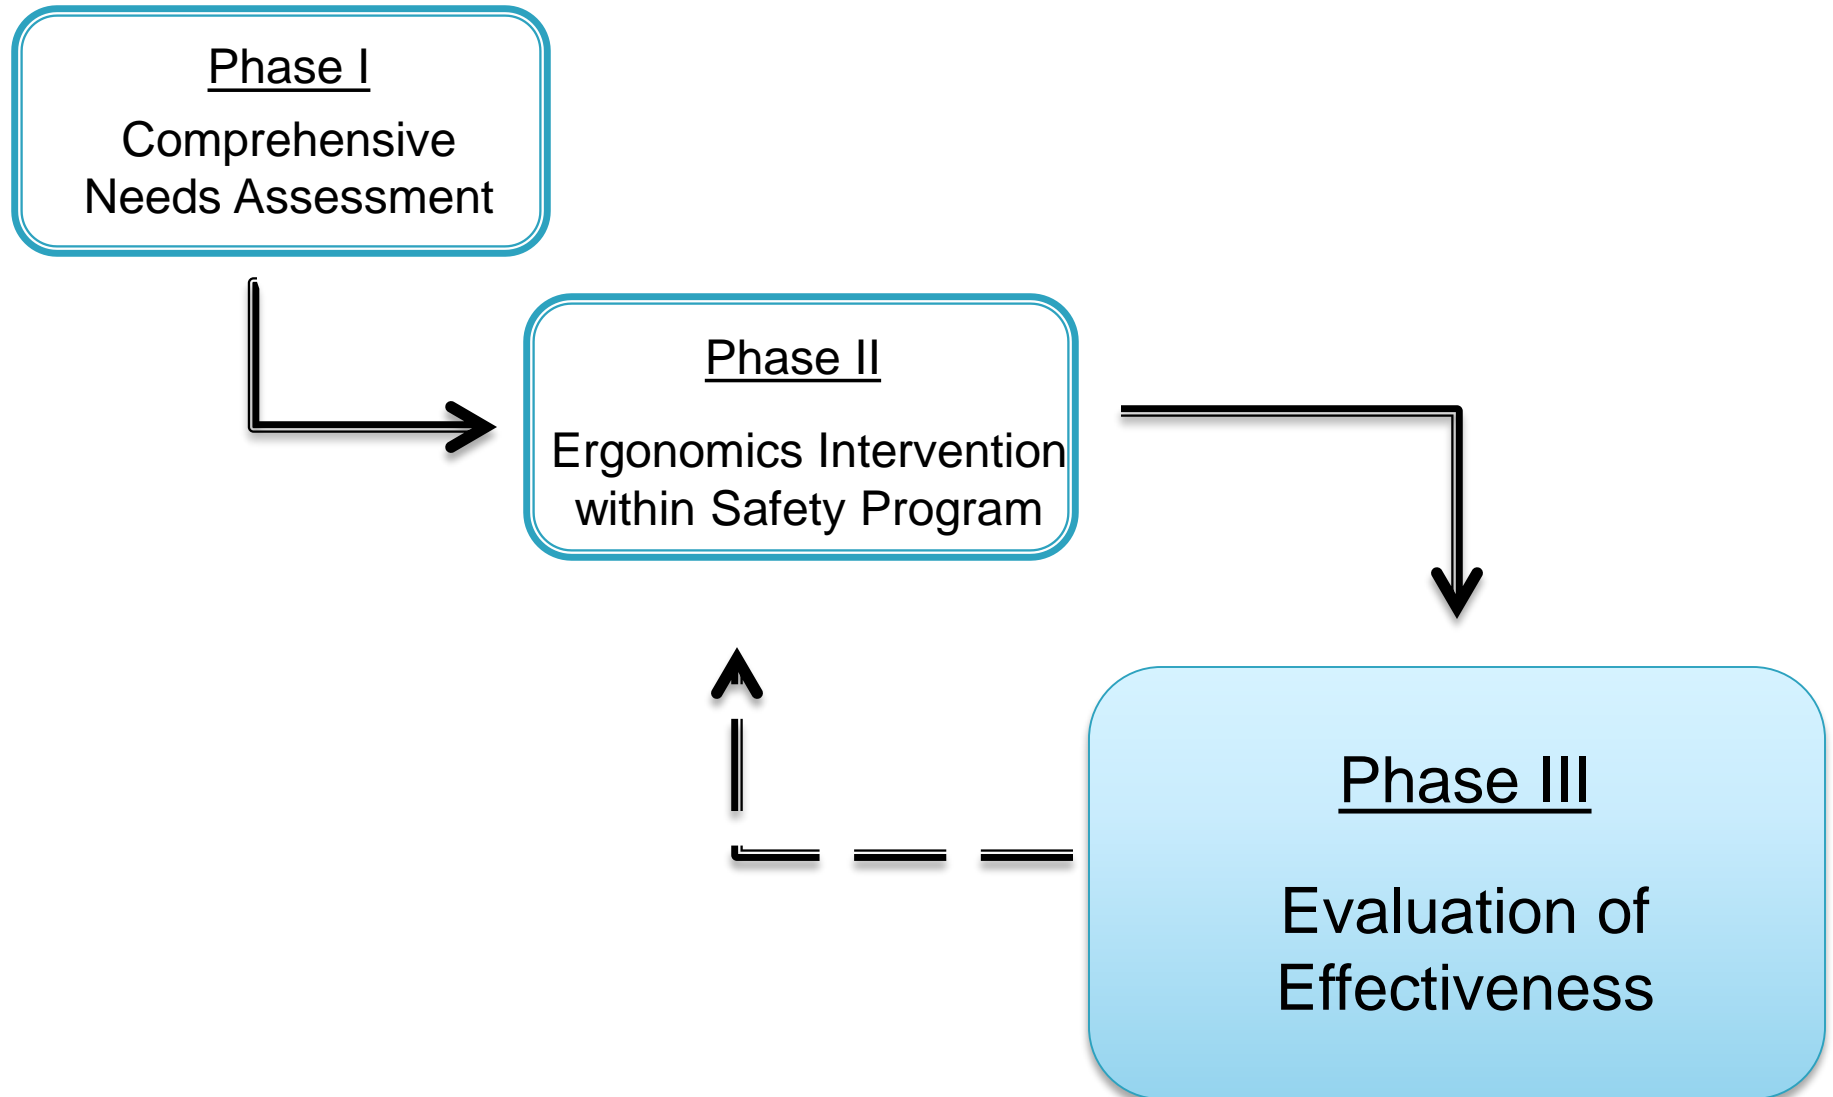 Phase I
Comprehensive
Needs Assessment
Phase II
Ergonomics Intervention
within Safety Program
Phase III
Evaluation of
Effectiveness